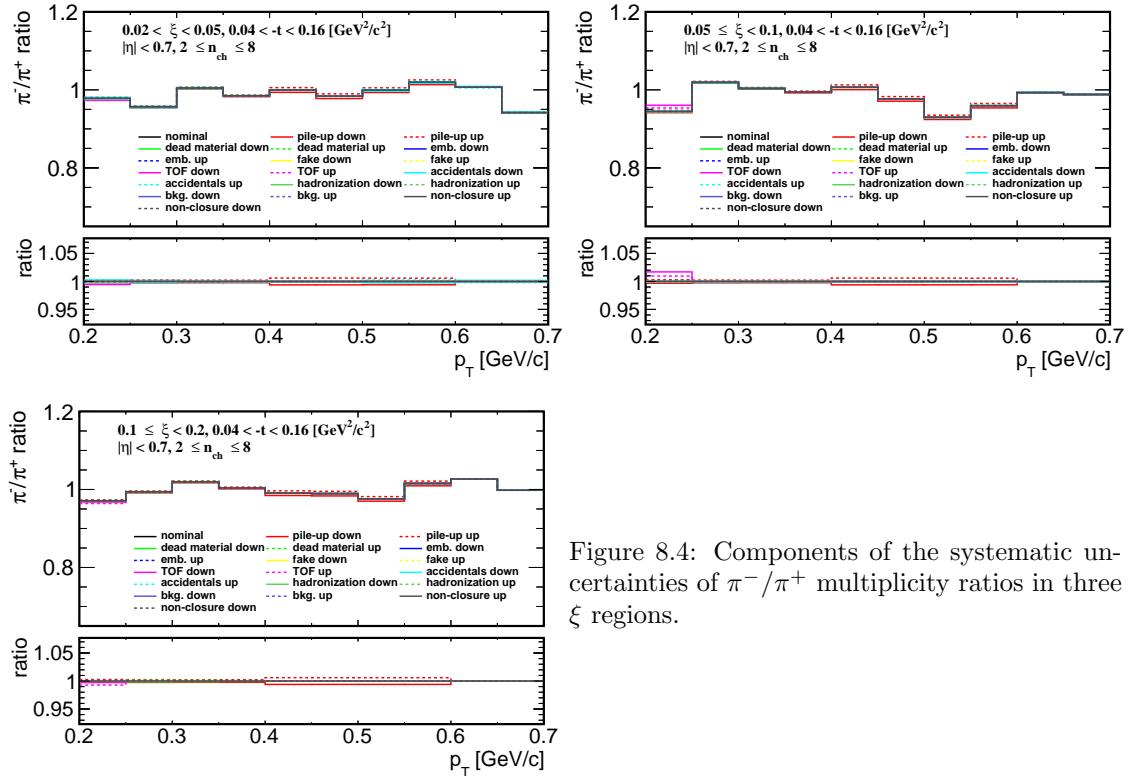 1.2
0.02 < ξ < 0.05, 0.04 < -t < 0.16 [GeV²/c²]
|η| < 0.7, 2 ≤ n_ch ≤ 8
π⁻/π⁺ ratio
1
0.8
nominal pile-up down pile-up up
dead material down dead material up emb. down
emb. up fake down fake up
TOF down TOF up accidentals down
accidentals up hadronization down hadronization up
bkg. down bkg. up non-closure up
non-closure down
ratio
1.05
1
0.95
0.2 0.3 0.4 0.5 0.6 0.7
p_T [GeV/c]
1.2
0.05 ≤ ξ < 0.1, 0.04 < -t < 0.16 [GeV²/c²]
|η| < 0.7, 2 ≤ n_ch ≤ 8
π⁻/π⁺ ratio
1
0.8
nominal pile-up down pile-up up
dead material down dead material up emb. down
emb. up fake down fake up
TOF down TOF up accidentals down
accidentals up hadronization down hadronization up
bkg. down bkg. up non-closure up
non-closure down
ratio
1.05
1
0.95
0.2 0.3 0.4 0.5 0.6 0.7
p_T [GeV/c]
1.2
0.1 ≤ ξ < 0.2, 0.04 < -t < 0.16 [GeV²/c²]
|η| < 0.7, 2 ≤ n_ch ≤ 8
π⁻/π⁺ ratio
1
0.8
nominal pile-up down pile-up up
dead material down dead material up emb. down
emb. up fake down fake up
TOF down TOF up accidentals down
accidentals up hadronization down hadronization up
bkg. down bkg. up non-closure up
non-closure down
ratio
1.05
1
0.95
0.2 0.3 0.4 0.5 0.6 0.7
p_T [GeV/c]
Figure 8.4: Components of the systematic un-
certainties of π⁻/π⁺ multiplicity ratios in three
ξ regions.